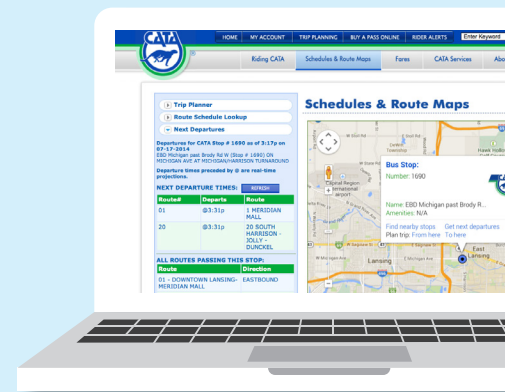 CATA
HOME MY ACCOUNT TRIP PLANNING BUY A PASS ONLINE RIDER ALERTS Enter Keyword
Riding CATA Schedules & Route Maps Fares CATA Services Abo
Trip Planner
Route Schedule Lookup
Next Departures
Departures for CATA Stop # 1690 as of 3:17p on
07-17-2014
EBD Michigan past Brody Rd W (Stop # 1690) ON
MICHIGAN AVE AT MICHIGAN/HARRISON TURNAROUND
Departure times preceded by @ are real-time
projections.
NEXT DEPARTURE TIMES: REFRESH
Route# Departs Route
01 @3:31p 1 MERIDIAN
MALL
20 @3:31p 20 SOUTH
HARRISON -
JOLLY -
DUNCKEL
ALL ROUTES PASSING THIS STOP:
Route Direction
01 - DOWNTOWN LANSING- EASTBOUND
MERIDIAN MALL
Schedules & Route Maps
Capital Region
International
airport
Bus Stop:
Number: 1690
Name: EBD Michigan past Brody R...
Amenities: N/A
Find nearby stops Get next departures
Plan trip: From here To here
Lansing
East
Lansing